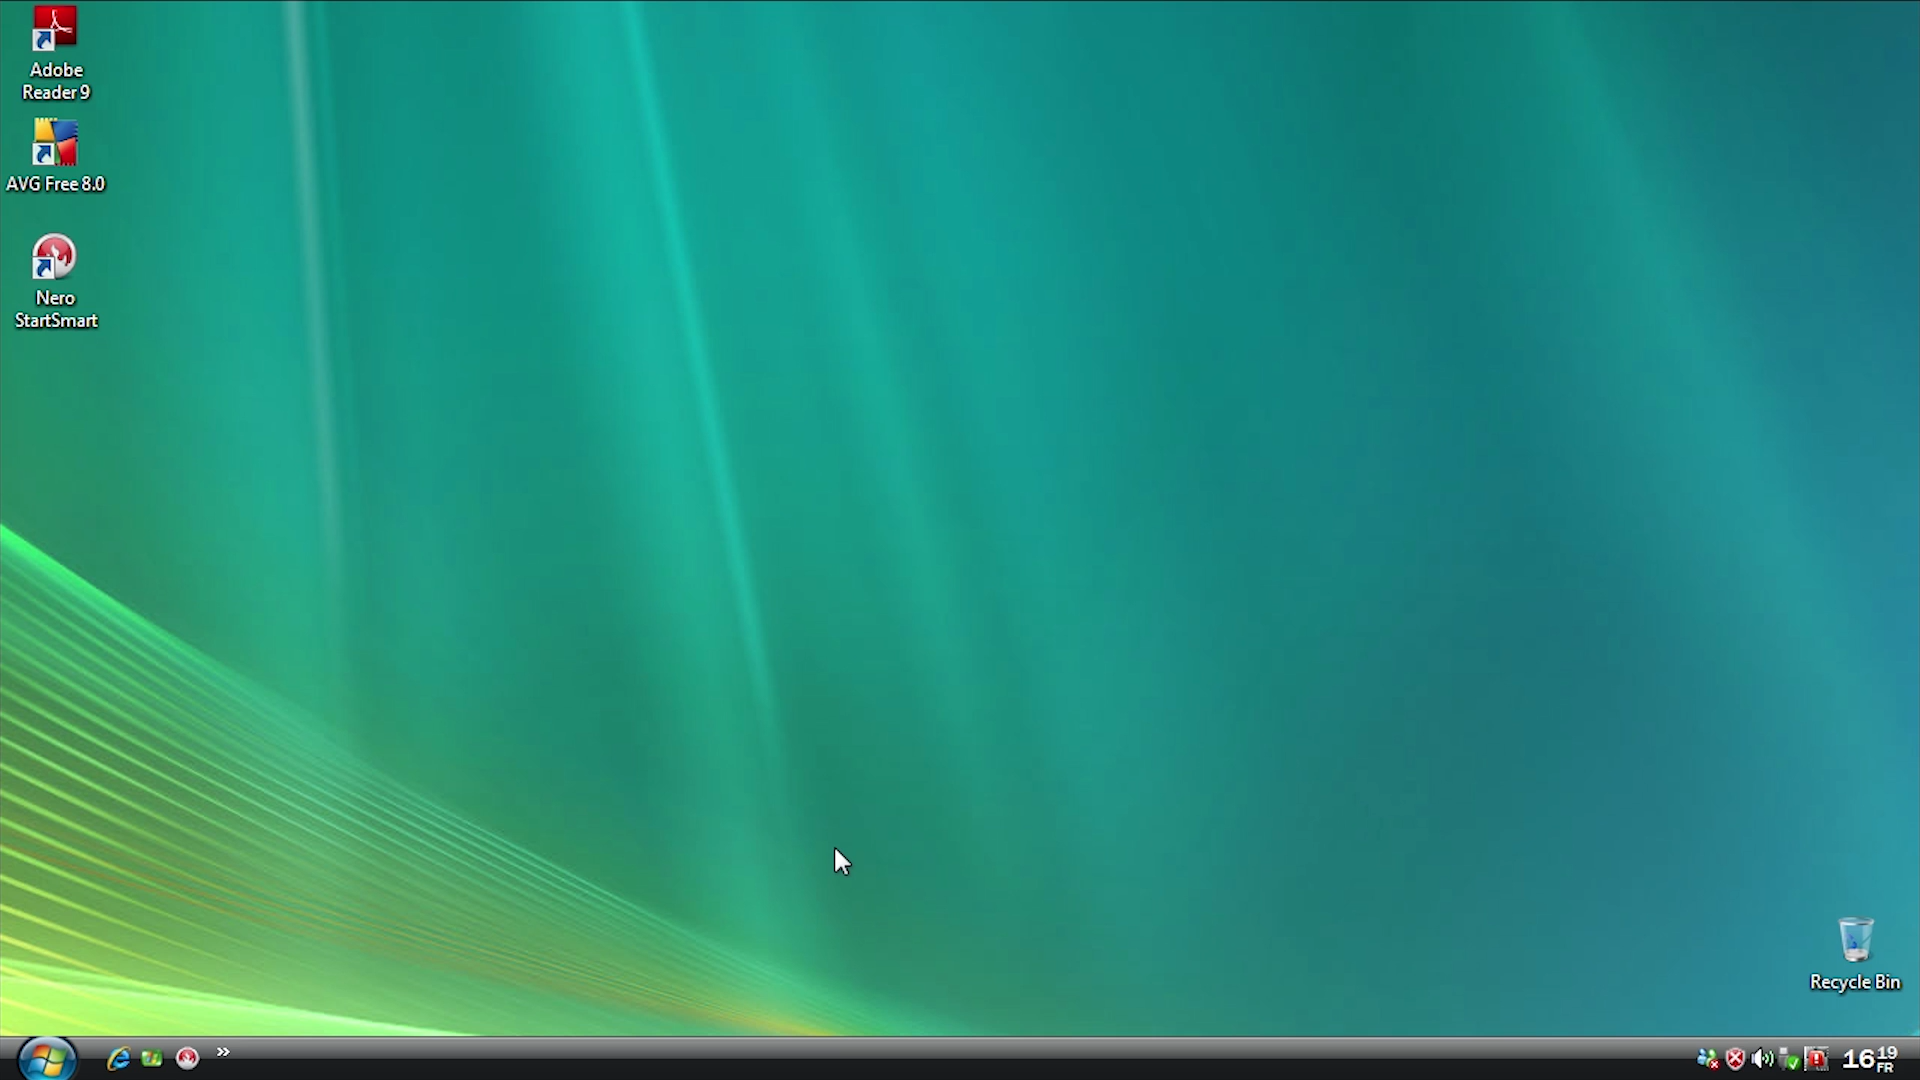 Adobe
Reader 9
AVG Free 8.0
Nero
StartSmart
Recycle Bin
»
16 19
FR